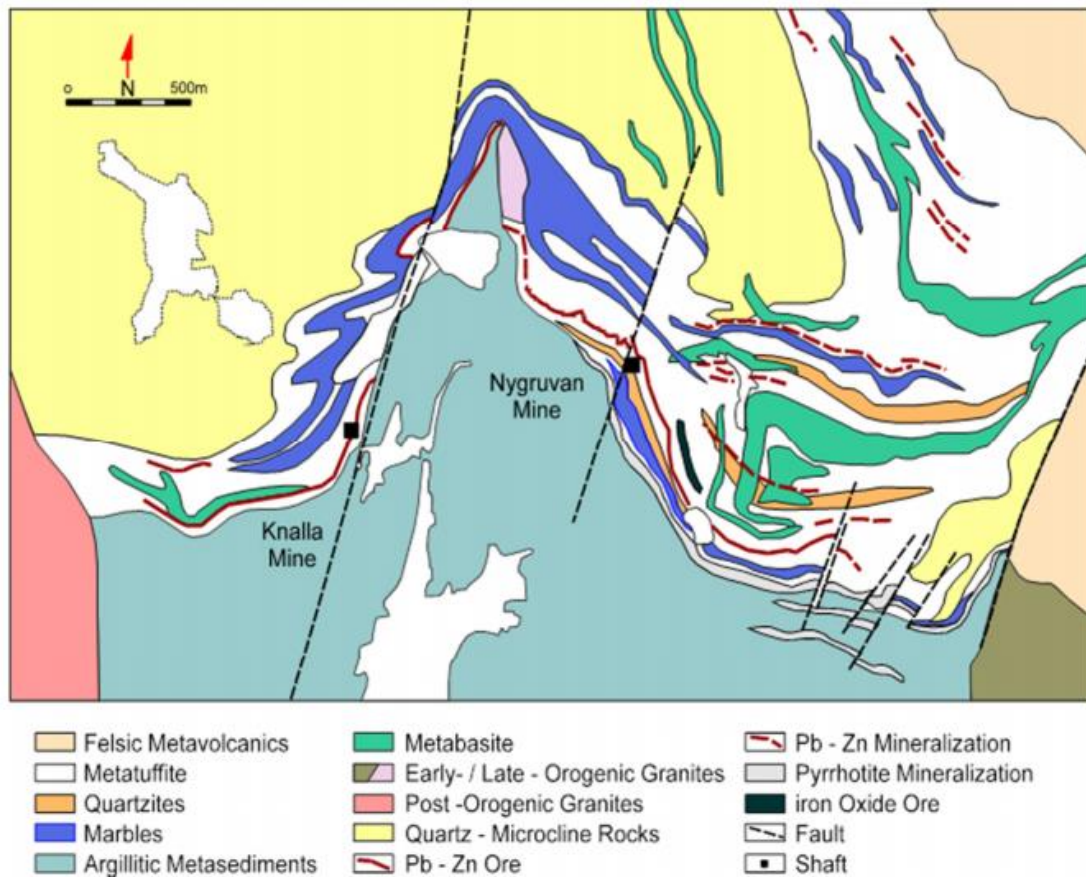 N
0 500m
Nygruvan
Mine
Knalla
Mine
Felsic Metavolcanics
Metatuffite
Quartzites
Marbles
Argillitic Metasediments
Metabasite
Early- / Late - Orogenic Granites
Post -Orogenic Granites
Quartz - Microcline Rocks
Pb - Zn Ore
Pb - Zn Mineralization
Pyrrhotite Mineralization
iron Oxide Ore
Fault
Shaft